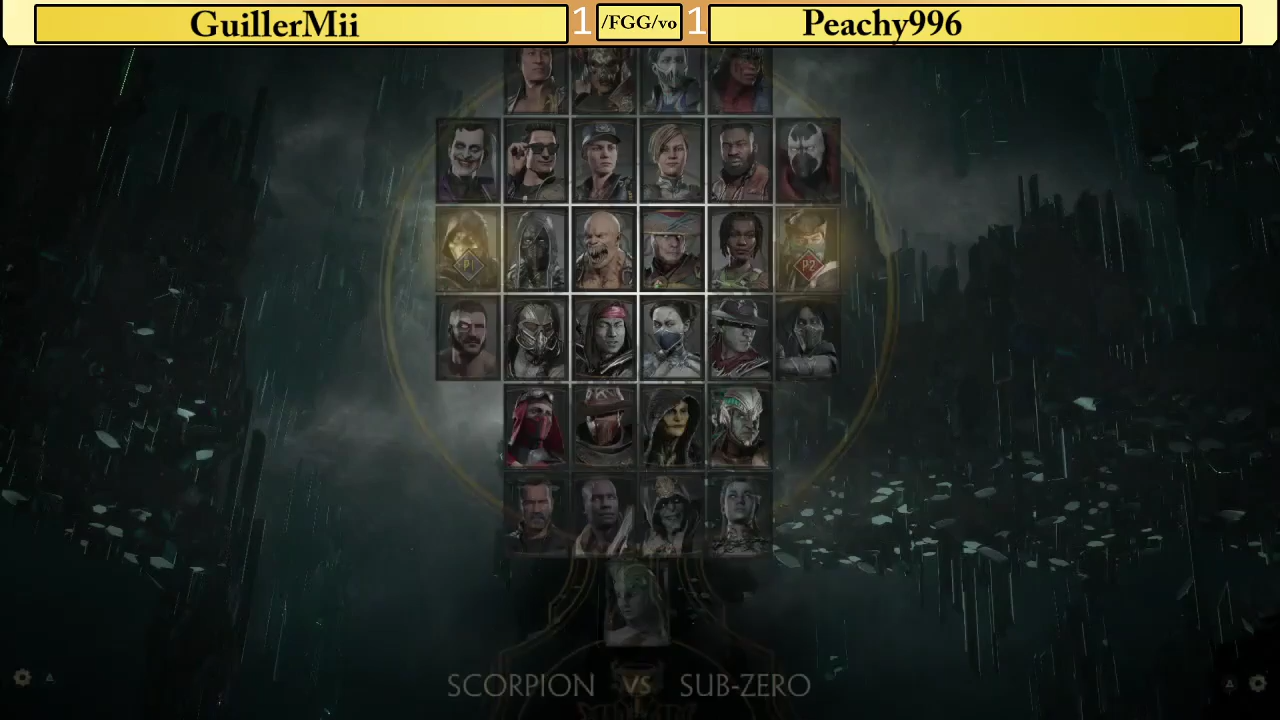 GuillerMii 1 /FGG/vo 1 Peachy996
P1 P2
SCORPION VS SUB-ZERO